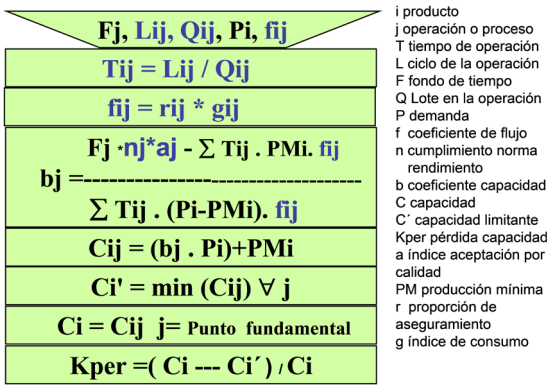 Fj, Lij, Qij, Pi, fij
Tij = Lij / Qij
fij = rij * gij
Fj *nj*aj - ∑ Tij . PMi. fij
bj =-----------------------------------
∑ Tij . (Pi-PMi). fij
Cij = (bj . Pi)+PMi
Ci' = min (Cij) ∀ j
Ci = Cij j= Punto fundamental
Kper =( Ci --- Ci´ ) / Ci
i producto
j operación o proceso
T tiempo de operación
L ciclo de la operación
F fondo de tiempo
Q Lote en la operación
P demanda
f coeficiente de flujo
n cumplimiento norma
rendimiento
b coeficiente capacidad
C capacidad
C´ capacidad limitante
Kper pérdida capacidad
a índice aceptación por
calidad
PM producción mínima
r proporción de
aseguramiento
g índice de consumo